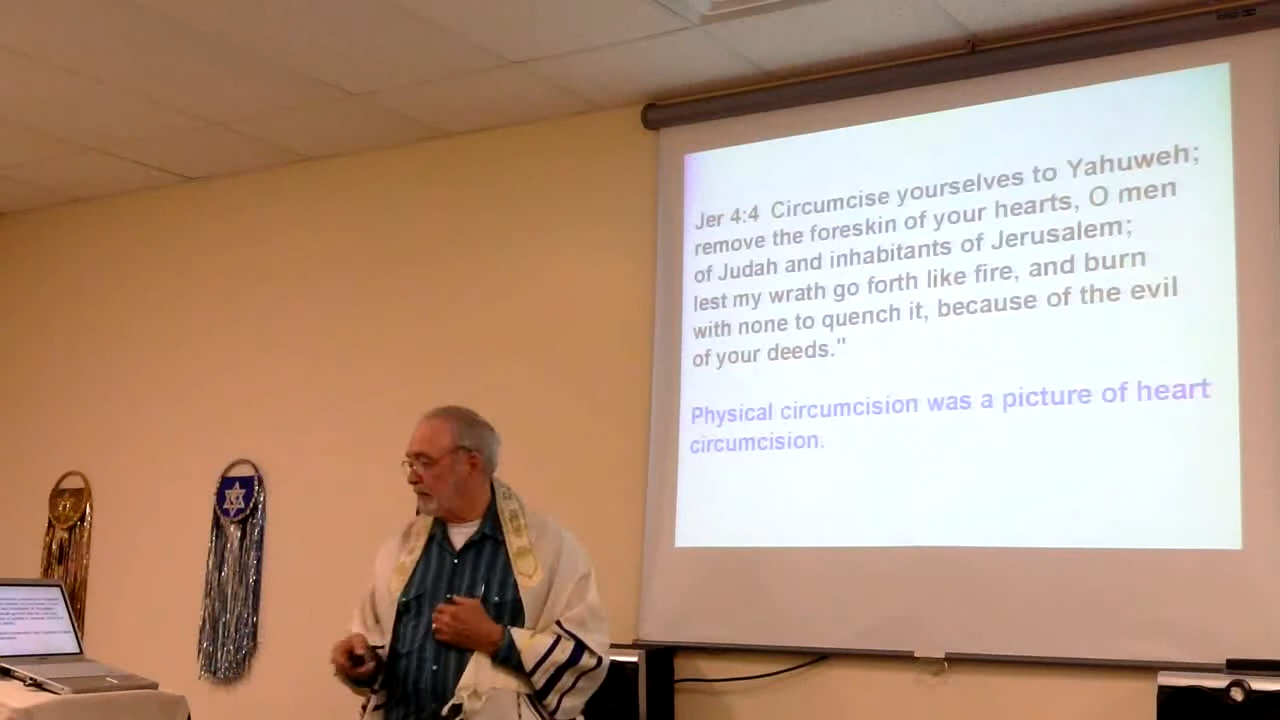 Jer 4:4 Circumcise yourselves to Yahuweh;
remove the foreskin of your hearts, O men
of Judah and inhabitants of Jerusalem;
lest my wrath go forth like fire, and burn
with none to quench it, because of the evil
of your deeds."
Physical circumcision was a picture of heart
circumcision.